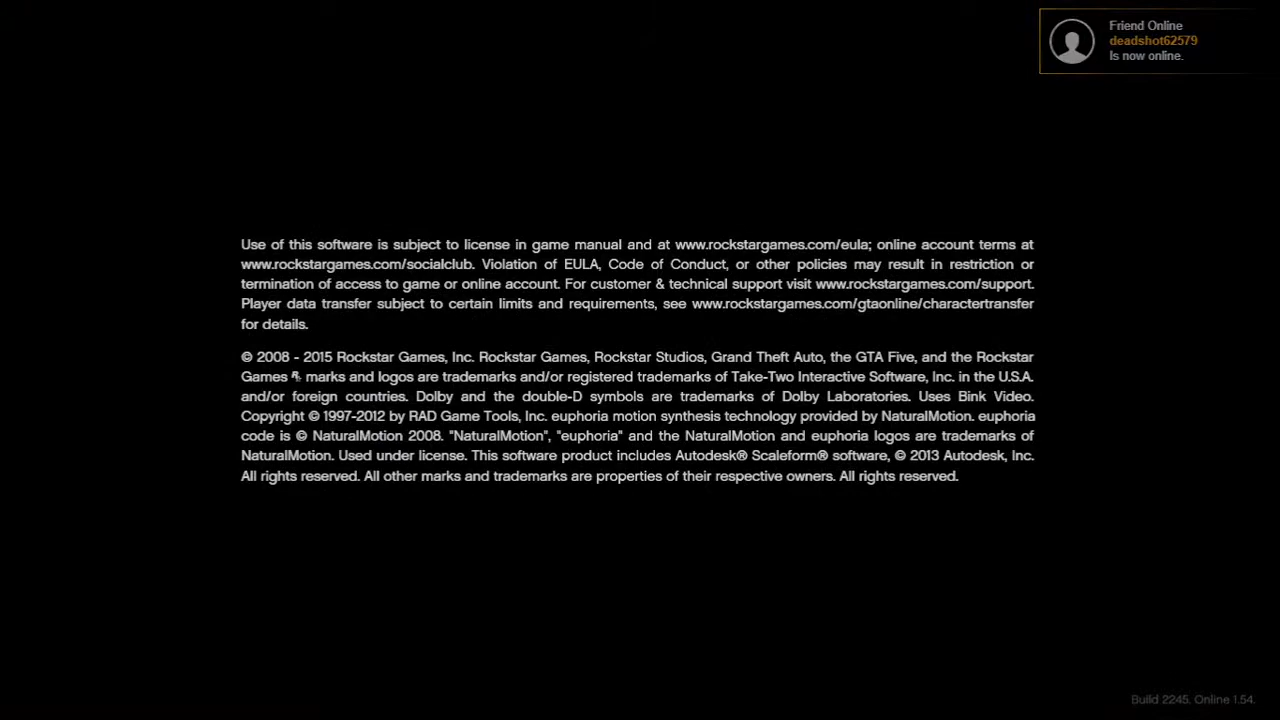 Friend Online
deadshot62579
Is now online.
Use of this software is subject to license in game manual and at www.rockstargames.com/eula; online account terms at
www.rockstargames.com/socialclub. Violation of EULA, Code of Conduct, or other policies may result in restriction or
termination of access to game or online account. For customer & technical support visit www.rockstargames.com/support.
Player data transfer subject to certain limits and requirements, see www.rockstargames.com/gtaonline/charactertransfer
for details.
© 2008 - 2015 Rockstar Games, Inc. Rockstar Games, Rockstar Studios, Grand Theft Auto, the GTA Five, and the Rockstar
Games R* marks and logos are trademarks and/or registered trademarks of Take-Two Interactive Software, Inc. in the U.S.A.
and/or foreign countries. Dolby and the double-D symbols are trademarks of Dolby Laboratories. Uses Bink Video.
Copyright © 1997-2012 by RAD Game Tools, Inc. euphoria motion synthesis technology provided by NaturalMotion. euphoria
code is © NaturalMotion 2008. "NaturalMotion", "euphoria" and the NaturalMotion and euphoria logos are trademarks of
NaturalMotion. Used under license. This software product includes Autodesk® Scaleform® software, © 2013 Autodesk, Inc.
All rights reserved. All other marks and trademarks are properties of their respective owners. All rights reserved.
Build 2245. Online 1.54.